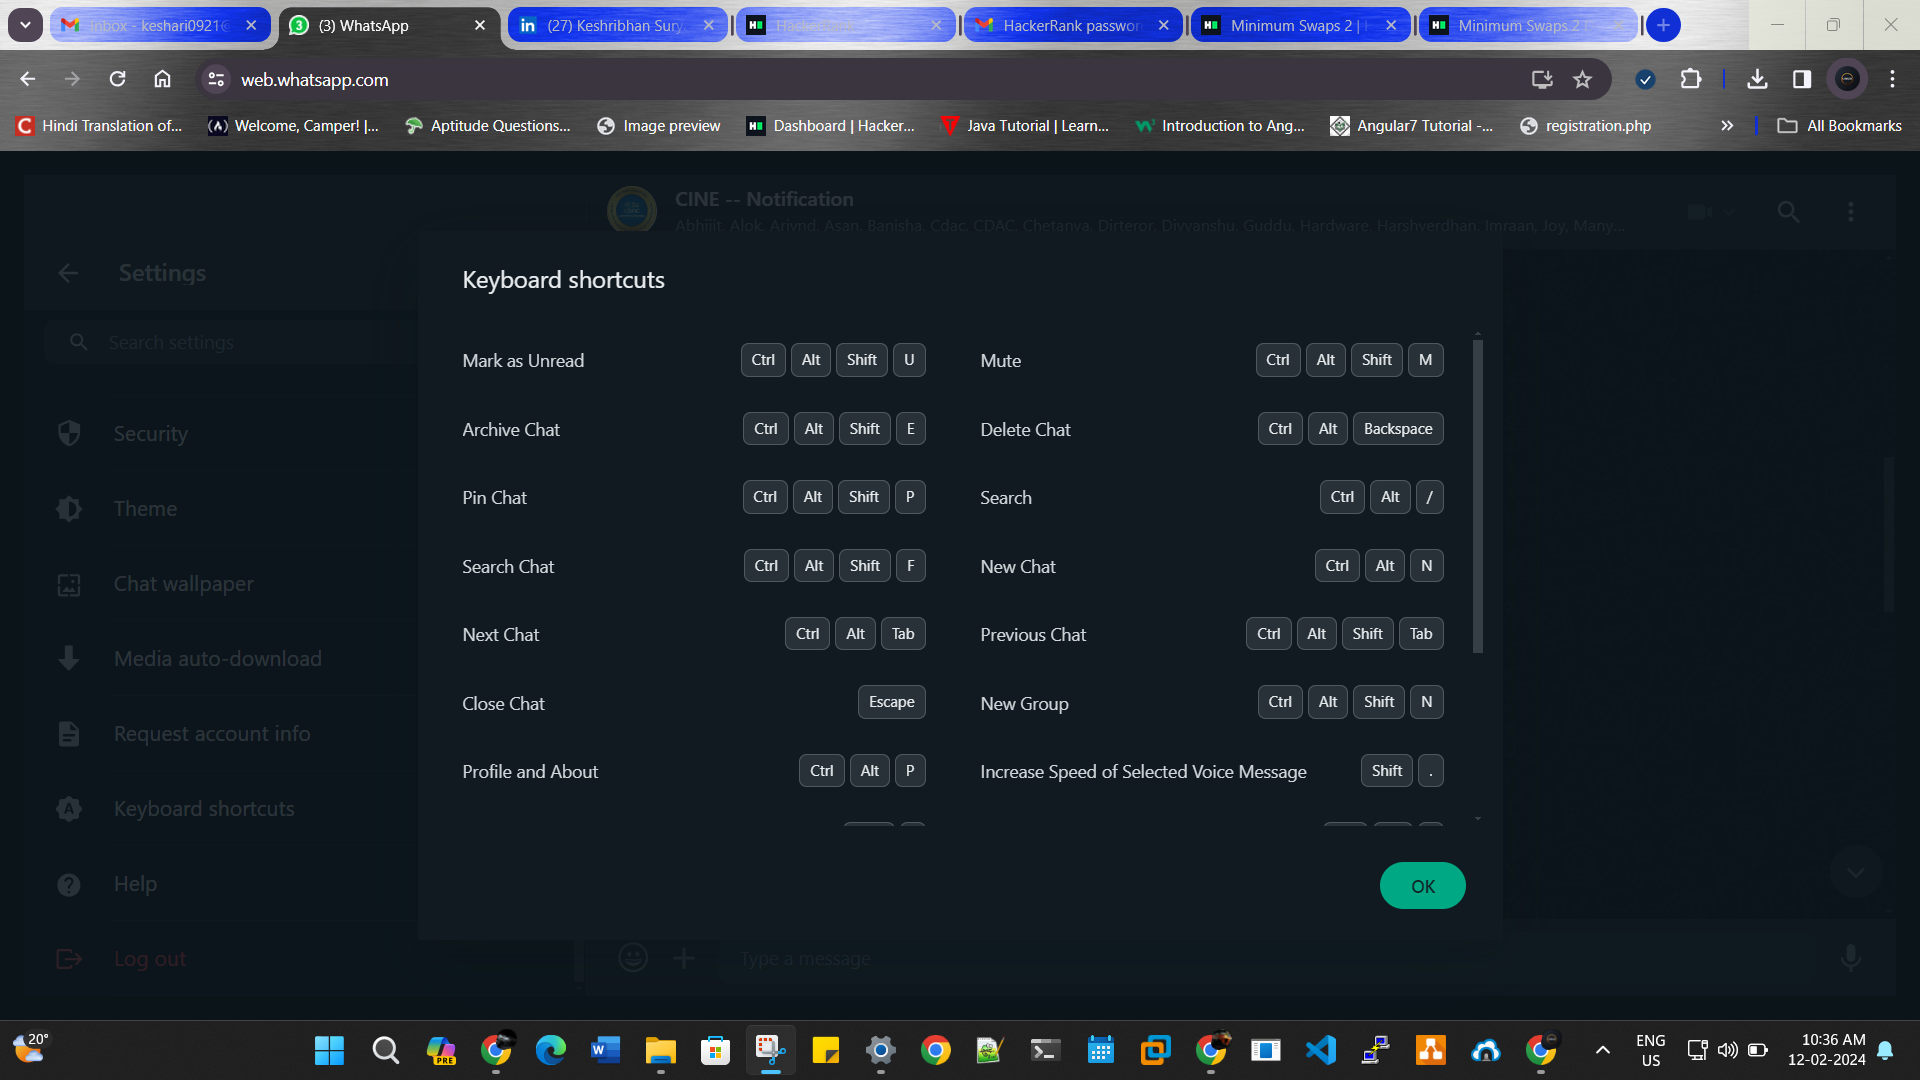 Inbox - keshari0921@
(3) WhatsApp
(27) Keshribhan Sury
HackerRank
HackerRank passwor
Minimum Swaps 2 | H
Minimum Swaps 2
web.whatsapp.com
Hindi Translation of...
Welcome, Camper! |...
Aptitude Questions...
Image preview
Dashboard | Hacker...
Java Tutorial | Learn...
Introduction to Ang...
Angular7 Tutorial -...
registration.php
All Bookmarks
CINE -- Notification
Abhijit, Alok, Arivnd, Asan, Banisha, Cdac, CDAC, Chetanya, Dirteror, Divyanshu, Guddu, Hardware, Harshverdhan, Imraan, Joy, Many...
Settings
Search settings
Security
Theme
Chat wallpaper
Media auto-download
Request account info
Keyboard shortcuts
Help
Log out
Keyboard shortcuts
Mark as Unread Ctrl Alt Shift U
Mute Ctrl Alt Shift M
Archive Chat Ctrl Alt Shift E
Delete Chat Ctrl Alt Backspace
Pin Chat Ctrl Alt Shift P
Search Ctrl Alt /
Search Chat Ctrl Alt Shift F
New Chat Ctrl Alt N
Next Chat Ctrl Alt Tab
Previous Chat Ctrl Alt Shift Tab
Close Chat Escape
New Group Ctrl Alt Shift N
Profile and About Ctrl Alt P
Increase Speed of Selected Voice Message Shift .
OK
Type a message
20°
PRE
ENG
US
10:36 AM
12-02-2024